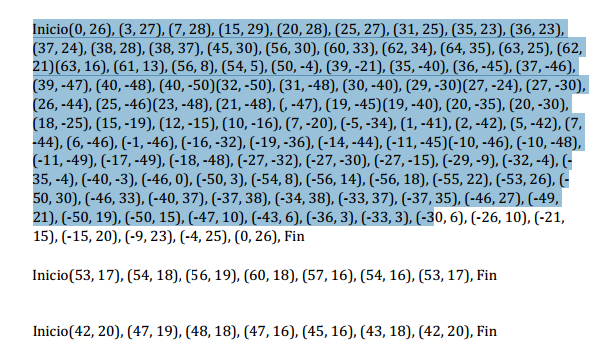 Inicio(0, 26), (3, 27), (7, 28), (15, 29), (20, 28), (25, 27), (31, 25), (35, 23), (36, 23),
(37, 24), (38, 28), (38, 37), (45, 30), (56, 30), (60, 33), (62, 34), (64, 35), (63, 25), (62,
21)(63, 16), (61, 13), (56, 8), (54, 5), (50, -4), (39, -21), (35, -40), (36, -45), (37, -46),
(39, -47), (40, -48), (40, -50)(32, -50), (31, -48), (30, -40), (29, -30)(27, -24), (27, -30),
(26, -44), (25, -46)(23, -48), (21, -48), (, -47), (19, -45)(19, -40), (20, -35), (20, -30),
(18, -25), (15, -19), (12, -15), (10, -16), (7, -20), (-5, -34), (1, -41), (2, -42), (5, -42), (7,
-44), (6, -46), (-1, -46), (-16, -32), (-19, -36), (-14, -44), (-11, -45)(-10, -46), (-10, -48),
(-11, -49), (-17, -49), (-18, -48), (-27, -32), (-27, -30), (-27, -15), (-29, -9), (-32, -4), (-
35, -4), (-40, -3), (-46, 0), (-50, 3), (-54, 8), (-56, 14), (-56, 18), (-55, 22), (-53, 26), (-
50, 30), (-46, 33), (-40, 37), (-37, 38), (-34, 38), (-33, 37), (-37, 35), (-46, 27), (-49,
21), (-50, 19), (-50, 15), (-47, 10), (-43, 6), (-36, 3), (-33, 3), (-30, 6), (-26, 10), (-21,
15), (-15, 20), (-9, 23), (-4, 25), (0, 26), Fin
Inicio(53, 17), (54, 18), (56, 19), (60, 18), (57, 16), (54, 16), (53, 17), Fin
Inicio(42, 20), (47, 19), (48, 18), (47, 16), (45, 16), (43, 18), (42, 20), Fin